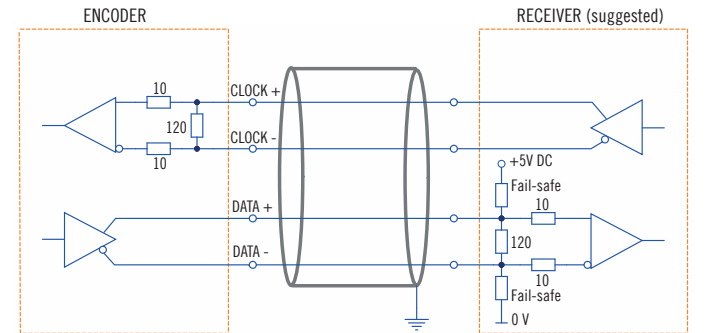 ENCODER
RECEIVER (suggested)
10
CLOCK +
120
CLOCK -
10
+5V DC
Fail-safe
DATA +
10
120
DATA -
10
Fail-safe
0 V